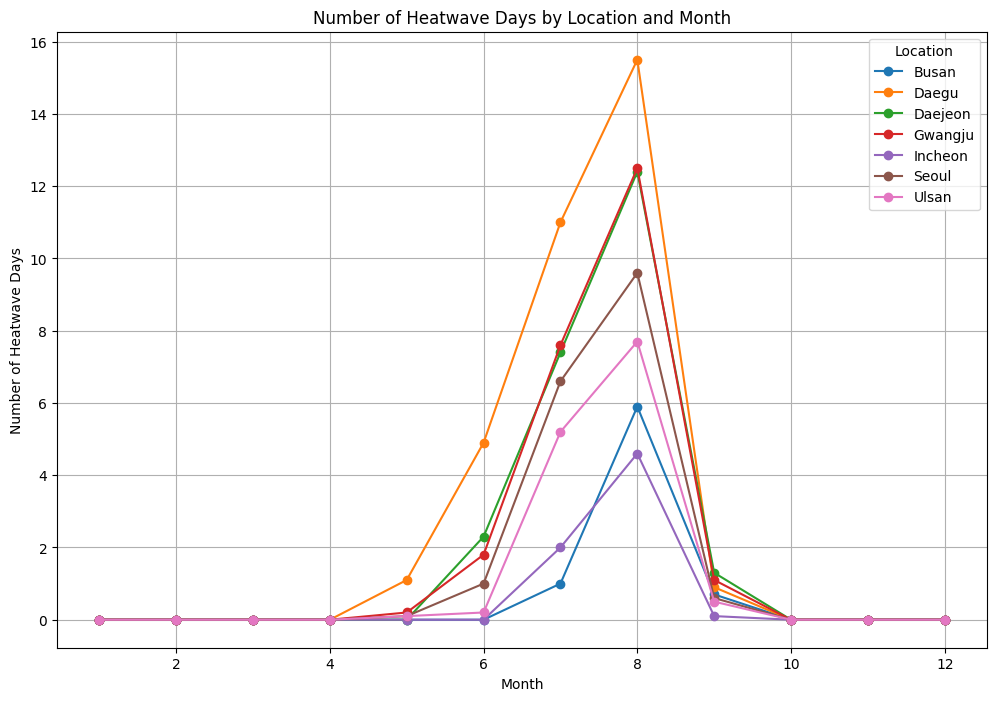 Number of Heatwave Days by Location and Month
Number of Heatwave Days
16
14
12
10
8
6
4
2
0
Location
Busan
Daegu
Daejeon
Gwangju
Incheon
Seoul
Ulsan
2 4 6 8 10 12
Month